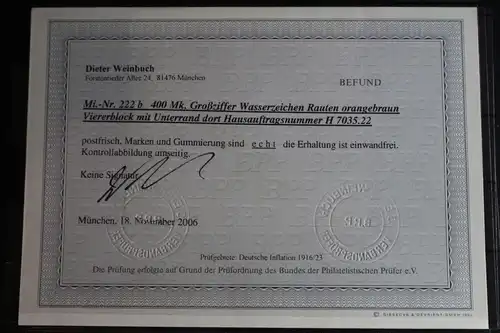 Dieter Weinbuch
Forstenrieder Allee 24, 81476 München
BEFUND
Mi.-Nr. 222 b 400 Mk, Großziffer Wasserzeichen Rauten orangebraun
Viererblock mit Unterrand dort Hausauftragsnummer H 7035.22
postfrisch, Marken und Gummierung sind e c h t die Erhaltung ist einwandfrei.
Kontrollabbildung umseitig.
Keine Signatur
München, 18. November 2006
Prüfgebiete: Deutsche Inflation 1916/23
Die Prüfung erfolgte auf Grund der Prüfordnung des Bundes der Philatelistischen Prüfer e.V.